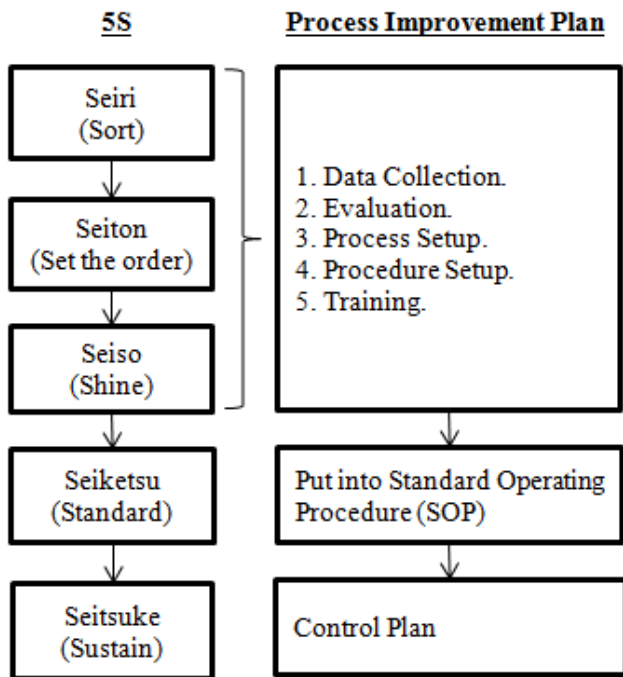 5S
Process Improvement Plan
Seiri
(Sort)
Seiton
(Set the order)
Seiso
(Shine)
Seiketsu
(Standard)
Seitsuke
(Sustain)
1. Data Collection.
2. Evaluation.
3. Process Setup.
4. Procedure Setup.
5. Training.
Put into Standard Operating
Procedure (SOP)
Control Plan